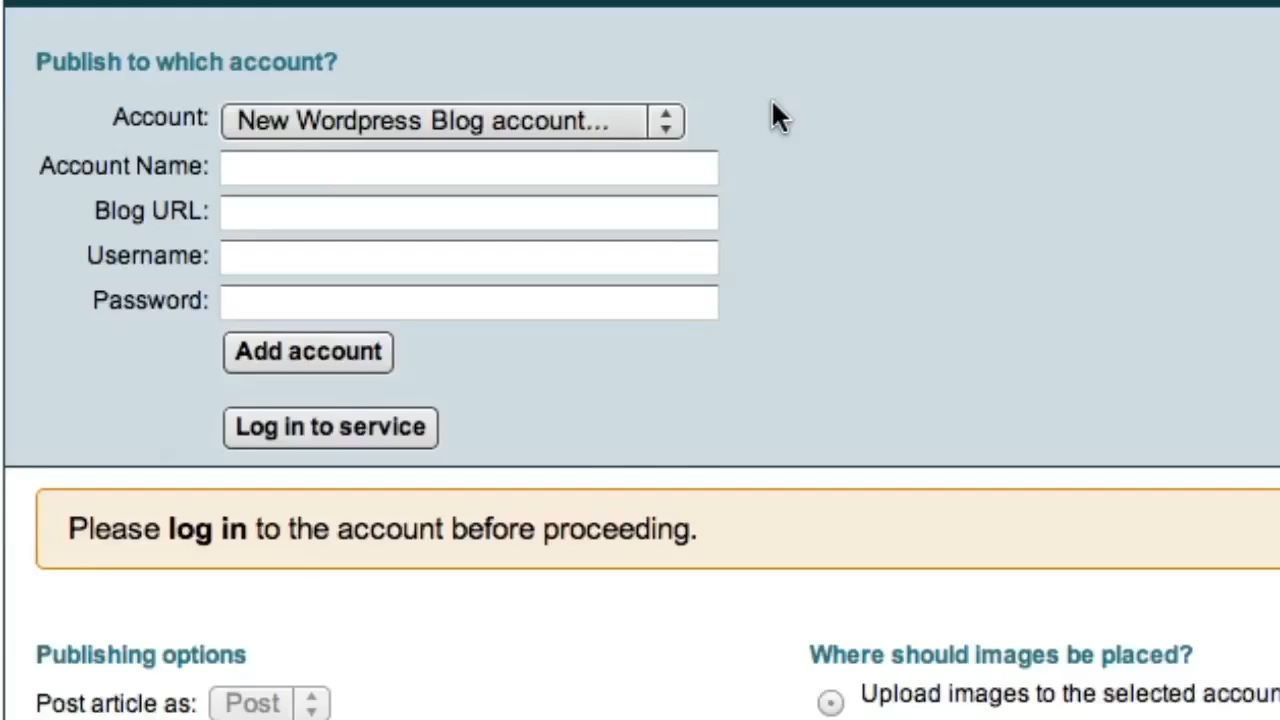 Publish to which account?
Account: New Wordpress Blog account...
Account Name:
Blog URL:
Username:
Password:
Add account
Log in to service
Please log in to the account before proceeding.
Publishing options
Post article as: Post
Where should images be placed?
Upload images to the selected